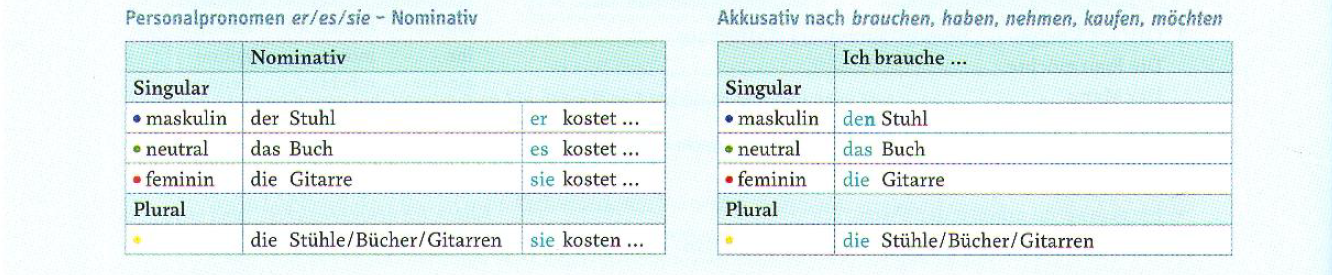 Personalpronomen er/es/sie – Nominativ
Nominativ
Singular
maskulin der Stuhl er kostet ...
neutral das Buch es kostet ...
feminin die Gitarre sie kostet ...
Plural
die Stühle/Bücher/Gitarren sie kosten ...
Akkusativ nach brauchen, haben, nehmen, kaufen, möchten
Ich brauche ...
Singular
maskulin den Stuhl
neutral das Buch
feminin die Gitarre
Plural
die Stühle/Bücher/Gitarren